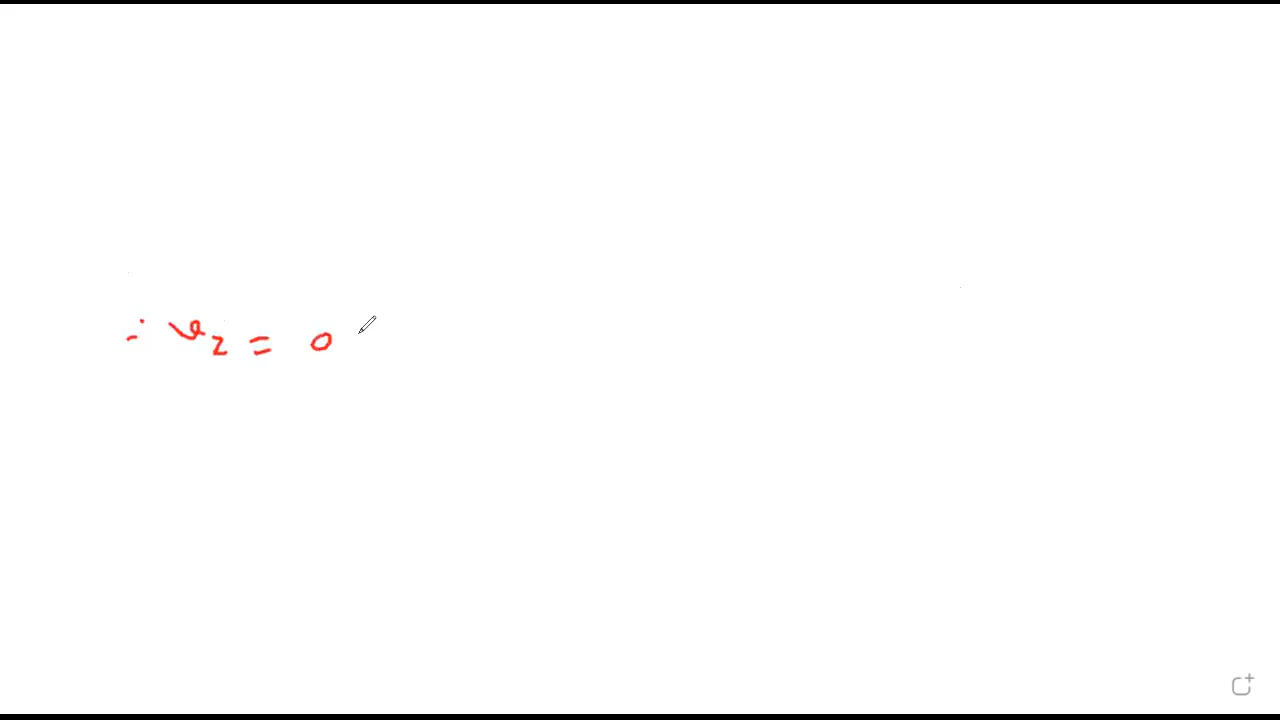 ∴ v₂ = 0